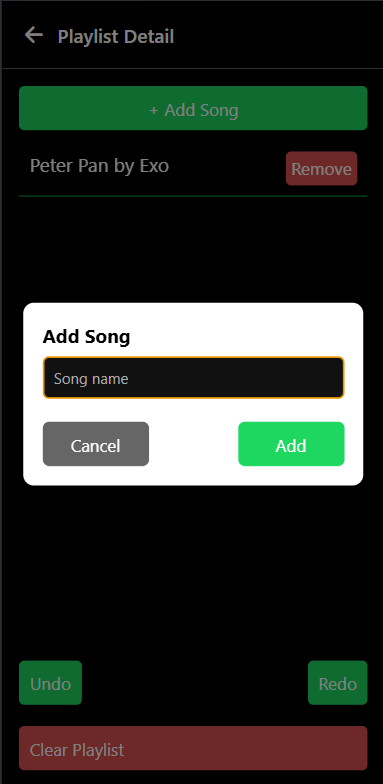 Playlist Detail
+ Add Song
Peter Pan by Exo
Remove
Add Song
Song name
Cancel
Add
Undo
Redo
Clear Playlist